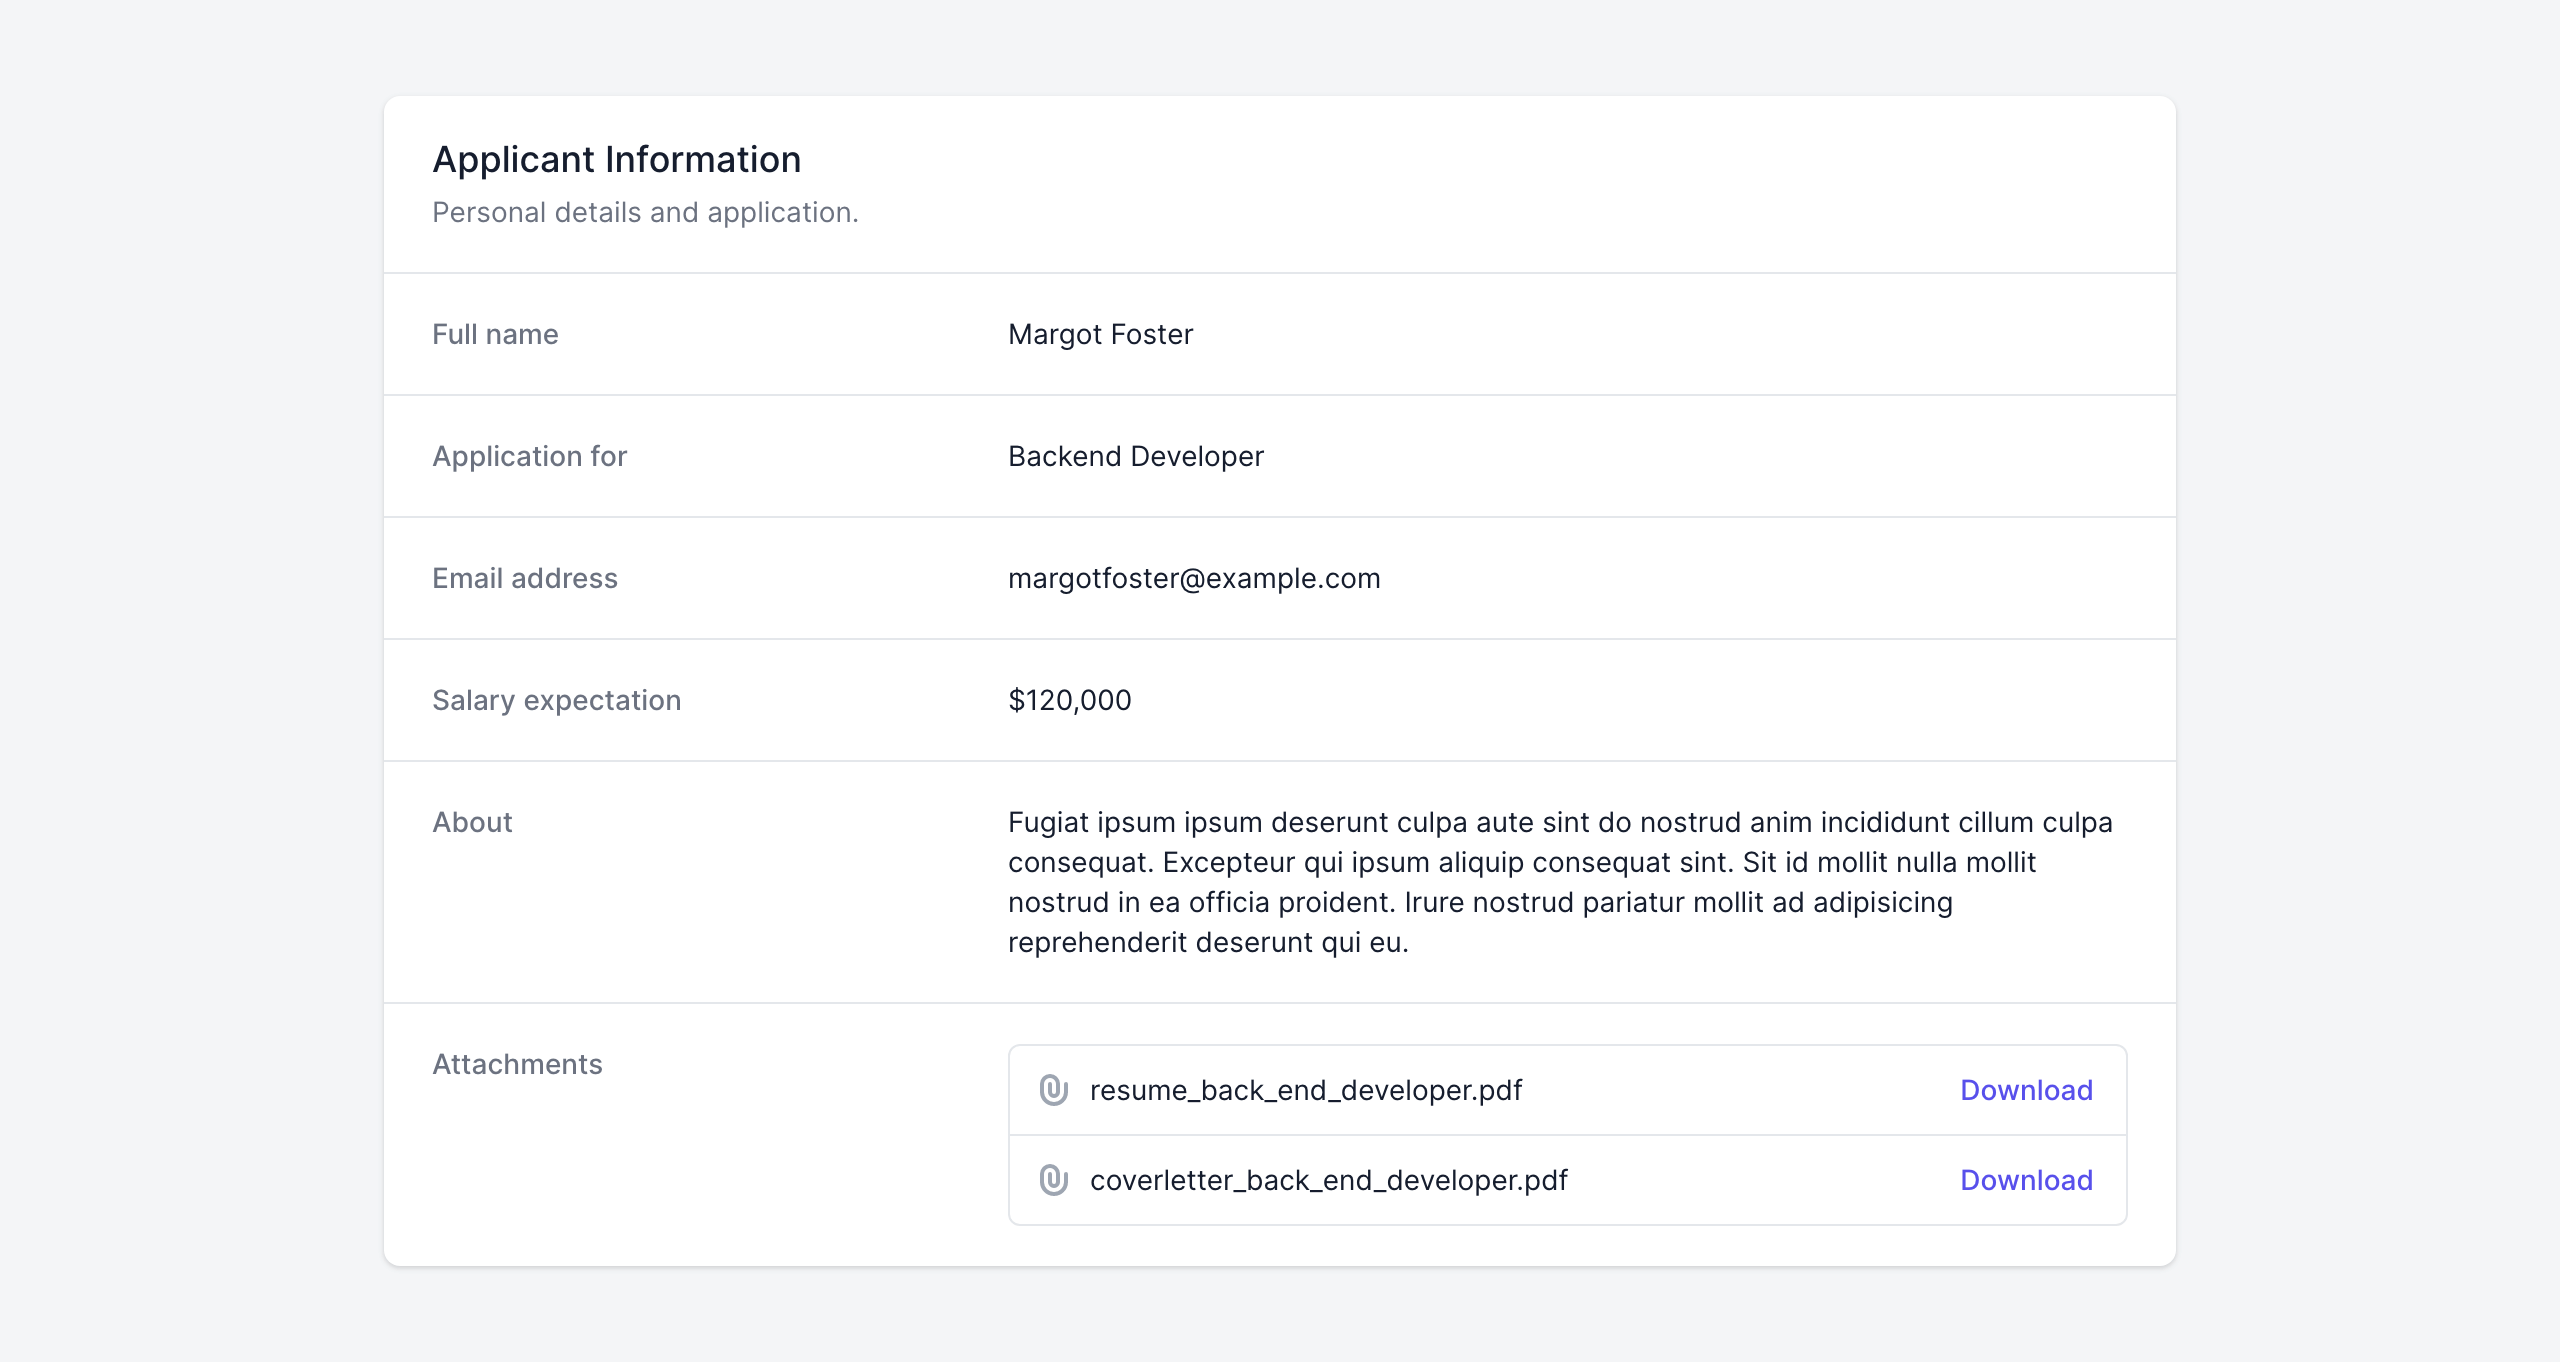 Applicant Information
Personal details and application.
Full name
Margot Foster
Application for
Backend Developer
Email address
margotfoster@example.com
Salary expectation
$120,000
About
Fugiat ipsum ipsum deserunt culpa aute sint do nostrud anim incididunt cillum culpa
consequat. Excepteur qui ipsum aliquip consequat sint. Sit id mollit nulla mollit
nostrud in ea officia proident. Irure nostrud pariatur mollit ad adipisicing
reprehenderit deserunt qui eu.
Attachments
resume_back_end_developer.pdf
Download
coverletter_back_end_developer.pdf
Download